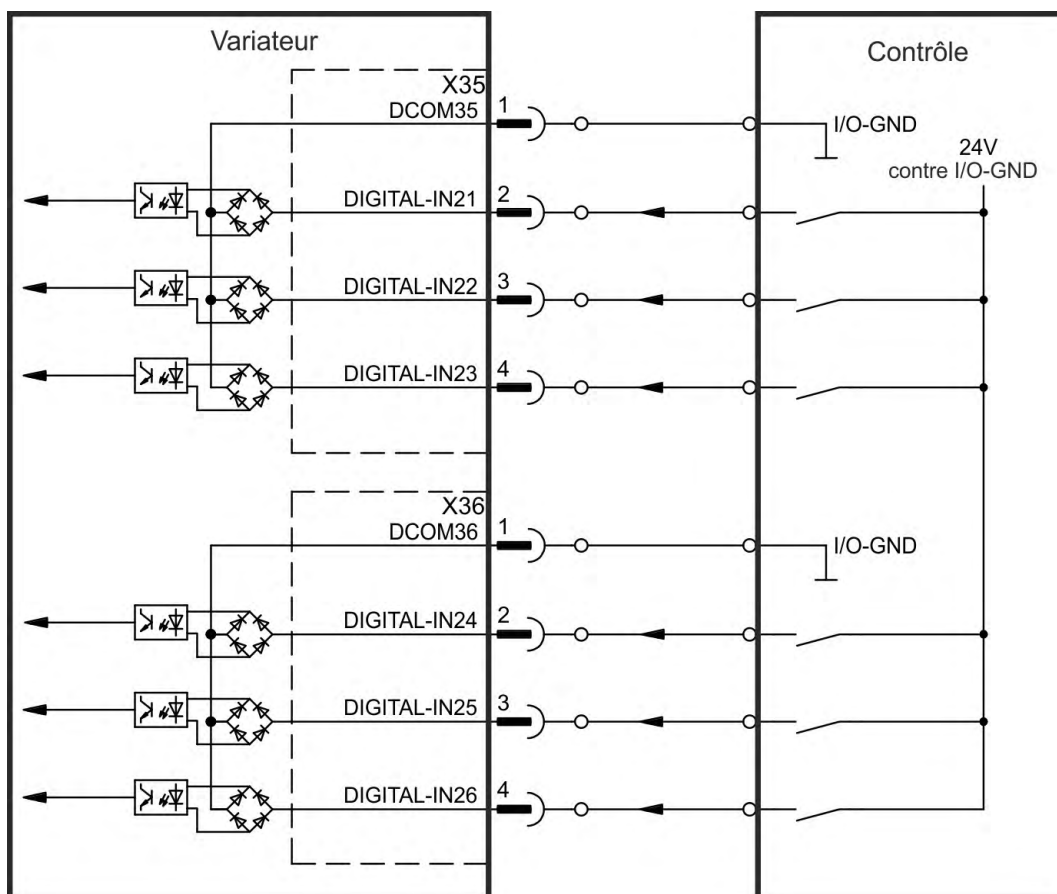 Variateur
Contrôle
X35
DCOM35
1
I/O-GND
24V
contre I/O-GND
DIGITAL-IN21
2
DIGITAL-IN22
3
DIGITAL-IN23
4
X36
DCOM36
1
I/O-GND
DIGITAL-IN24
2
DIGITAL-IN25
3
DIGITAL-IN26
4